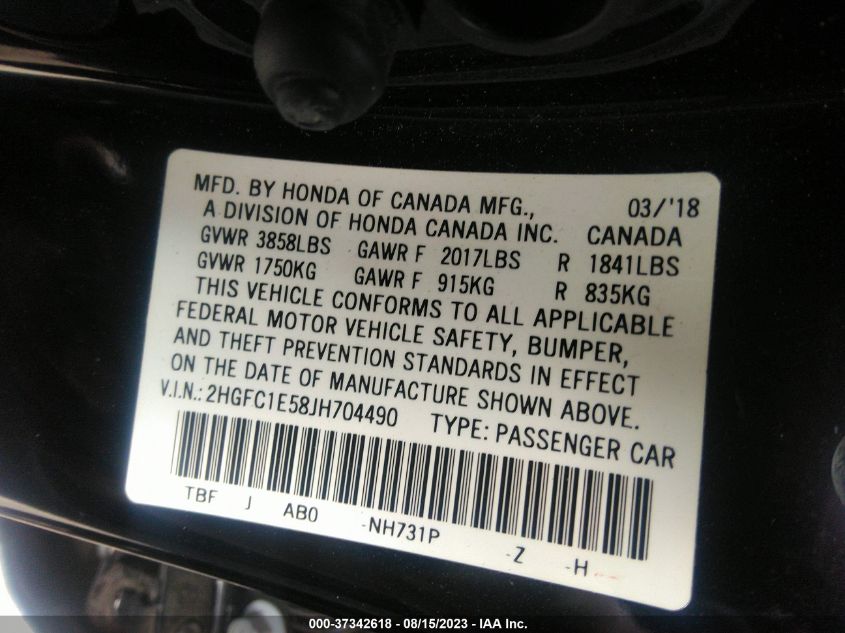 MFD. BY HONDA OF CANADA MFG., 03/'18
A DIVISION OF HONDA CANADA INC. CANADA
GVWR 3858LBS GAWR F 2017LBS R 1841LBS
GVWR 1750KG GAWR F 915KG R 835KG
THIS VEHICLE CONFORMS TO ALL APPLICABLE
FEDERAL MOTOR VEHICLE SAFETY, BUMPER,
AND THEFT PREVENTION STANDARDS IN EFFECT
ON THE DATE OF MANUFACTURE SHOWN ABOVE.
V.I.N.: 2HGFC1E58JH704490 TYPE: PASSENGER CAR
TBF J AB0 -NH731P -Z -H
000-37342618 - 08/15/2023 - IAA Inc.